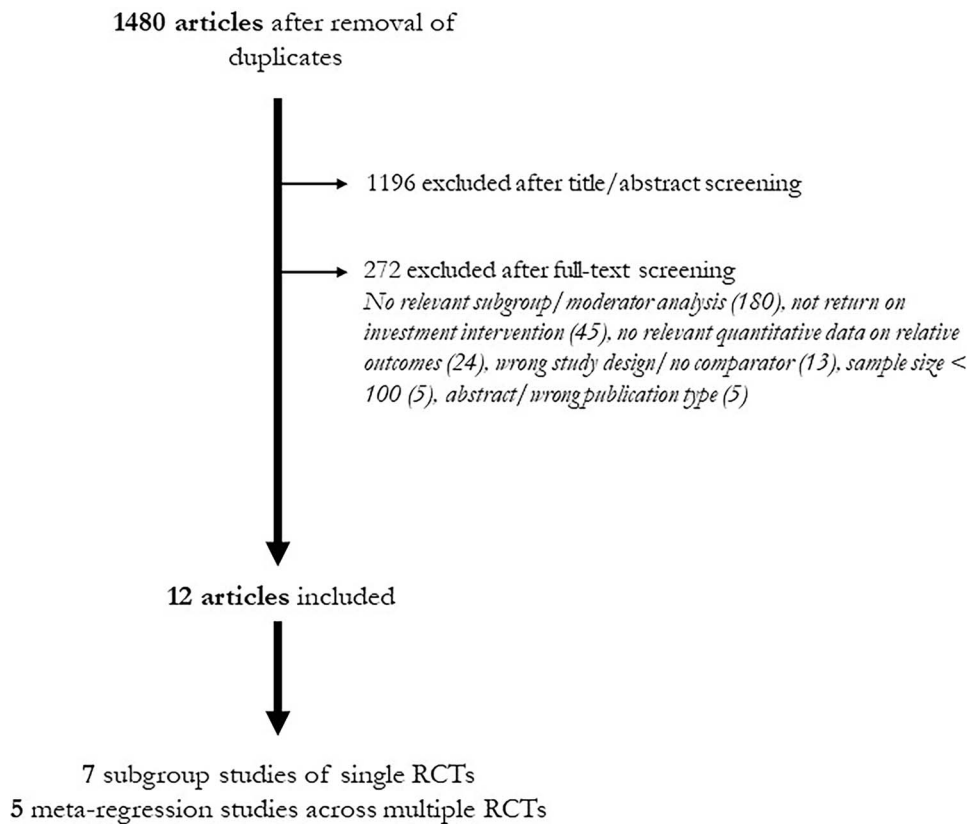 1480 articles after removal of
duplicates
1196 excluded after title/abstract screening
272 excluded after full-text screening
No relevant subgroup/moderator analysis (180), not return on
investment intervention (45), no relevant quantitative data on relative
outcomes (24), wrong study design/no comparator (13), sample size <
100 (5), abstract/wrong publication type (5)
12 articles included
7 subgroup studies of single RCTs
5 meta-regression studies across multiple RCTs